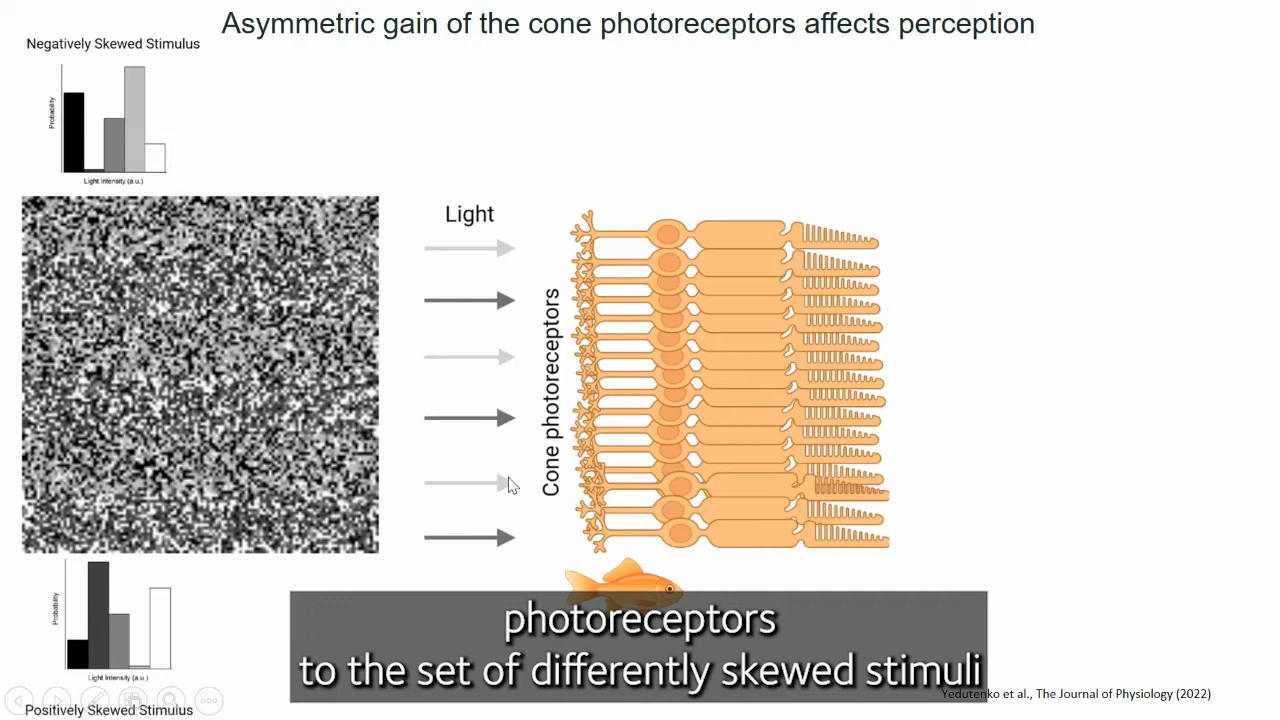 Asymmetric gain of the cone photoreceptors affects perception
Negatively Skewed Stimulus
Probability
Light Intensity (a.u.)
Light
Cone photoreceptors
Probability
Light Intensity (a.u.)
Positively Skewed Stimulus
photoreceptors
to the set of differently skewed stimuli
Yedutenko et al., The Journal of Physiology (2022)